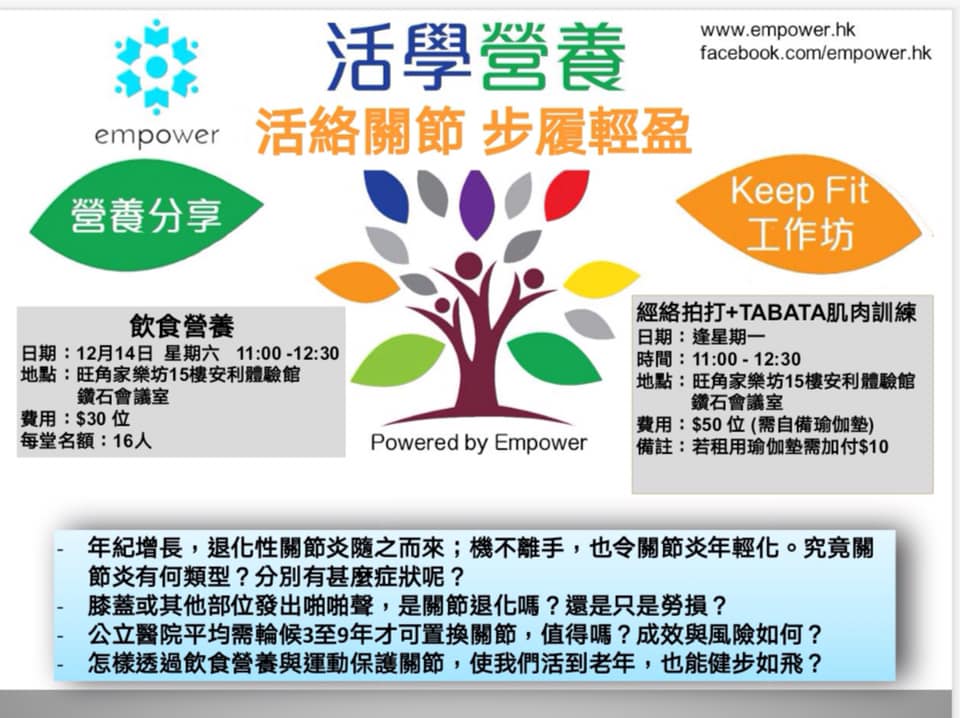 empower
活學營養
活絡關節 步履輕盈
www.empower.hk
facebook.com/empower.hk
營養分享
Keep Fit
工作坊
飲食營養
日期：12月14日 星期六 11:00 -12:30
地點：旺角家樂坊15樓安利體驗館
鑽石會議室
費用：$30 位
每堂名額：16人
Powered by Empower
經絡拍打+TABATA肌肉訓練
日期：逢星期一
時間：11:00 - 12:30
地點：旺角家樂坊15樓安利體驗館
鑽石會議室
費用：$50 位 (需自備瑜伽墊)
備註：若租用瑜伽墊需加付$10
- 年紀增長，退化性關節炎隨之而來；機不離手，也令關節炎年輕化。究竟關
節炎有何類型？分別有甚麼症狀呢？
- 膝蓋或其他部位發出啪啪聲，是關節退化嗎？還是只是勞損？
- 公立醫院平均需輪候3至9年才可置換關節，值得嗎？成效與風險如何？
- 怎樣透過飲食營養與運動保護關節，使我們活到老年，也能健步如飛？